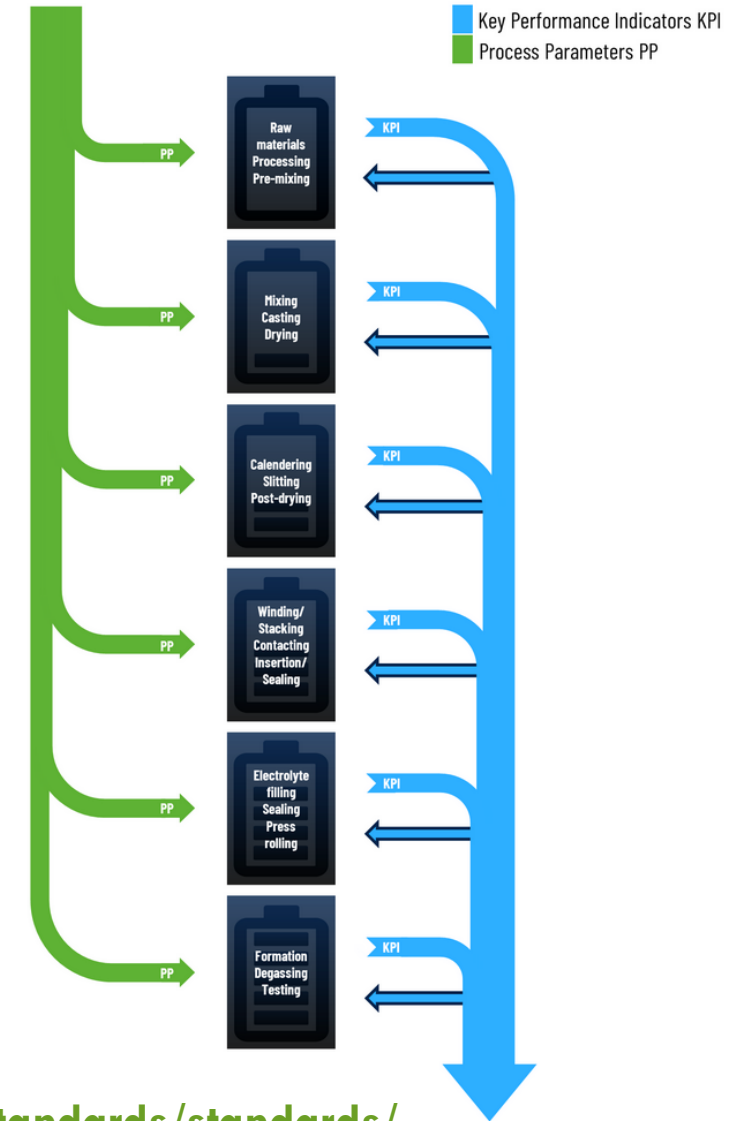 Key Performance Indicators KPI
Process Parameters PP
Raw
materials
Processing
Pre-mixing
PP
KPI
Mixing
Casting
Drying
PP
KPI
Calendering
Slitting
Post-drying
PP
KPI
Winding/
Stacking
Contacting
Insertion/
Sealing
PP
KPI
Electrolyte
filling
Sealing
Press
rolling
PP
KPI
Formation
Degassing
Testing
PP
KPI
tandards/standards/